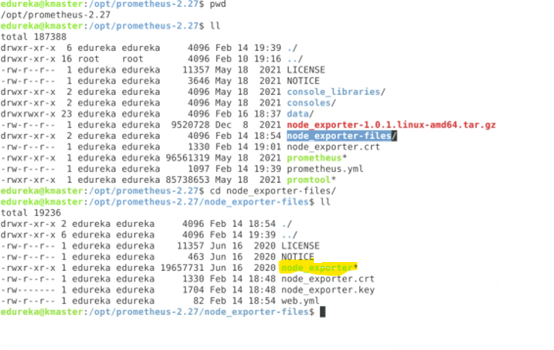 edureka@kmaster:/opt/prometheus-2.27$ pwd
/opt/prometheus-2.27
edureka@kmaster:/opt/prometheus-2.27$ ll
total 187388
drwxr-xr-x 6 edureka edureka 4096 Feb 14 19:39 ./
drwxr-xr-x 16 root root 4096 Feb 10 19:16 ../
-rw-r--r-- 1 edureka edureka 11357 May 18 2021 LICENSE
-rw-r--r-- 1 edureka edureka 3646 May 18 2021 NOTICE
drwxr-xr-x 2 edureka edureka 4096 May 18 2021 console_libraries/
drwxr-xr-x 2 edureka edureka 4096 May 18 2021 consoles/
drwxrwxr-x 23 edureka edureka 4096 Feb 16 18:37 data/
-rw-r--r-- 1 edureka edureka 9520728 Dec 8 2021 node_exporter-1.0.1.linux-amd64.tar.gz
drwxr-xr-x 2 edureka edureka 4096 Feb 14 18:54 node_exporter-files/
-rw-r--r-- 1 edureka edureka 1330 Feb 14 19:01 node_exporter.crt
-rwxr-xr-x 1 edureka edureka 96561319 May 18 2021 prometheus*
-rw-r--r-- 1 edureka edureka 1097 Feb 14 19:39 prometheus.yml
-rwxr-xr-x 1 edureka edureka 85738653 May 18 2021 promtool*
edureka@kmaster:/opt/prometheus-2.27$ cd node_exporter-files/
edureka@kmaster:/opt/prometheus-2.27/node_exporter-files$ ll
total 19236
drwxr-xr-x 2 edureka edureka 4096 Feb 14 18:54 ./
drwxr-xr-x 6 edureka edureka 4096 Feb 14 19:39 ../
-rw-r--r-- 1 edureka edureka 11357 Jun 16 2020 LICENSE
-rw-r--r-- 1 edureka edureka 463 Jun 16 2020 NOTICE
-rwxr-xr-x 1 edureka edureka 19657731 Jun 16 2020 node_exporter*
-rw-r--r-- 1 edureka edureka 1330 Feb 14 18:48 node_exporter.crt
-rw------- 1 edureka edureka 1704 Feb 14 18:48 node_exporter.key
-rw-r--r-- 1 edureka edureka 82 Feb 14 18:54 web.yml
edureka@kmaster:/opt/prometheus-2.27/node_exporter-files$